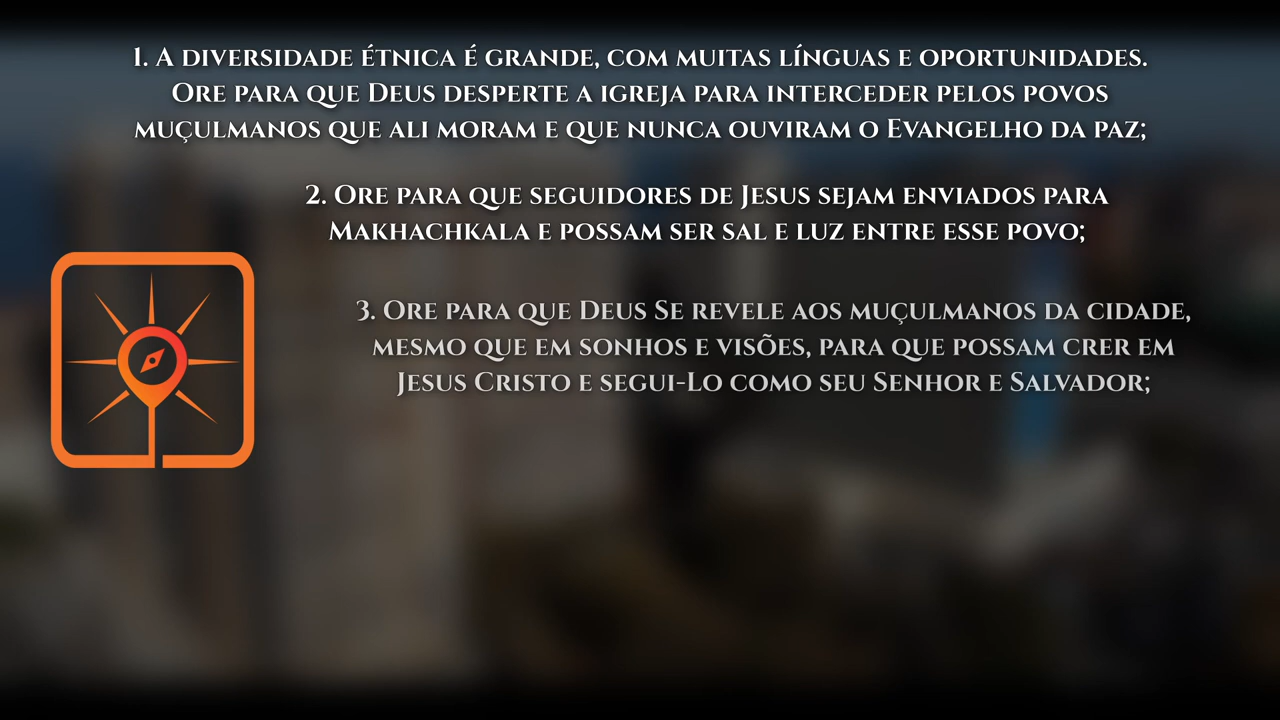 1. A diversidade étnica é grande, com muitas línguas e oportunidades.
Ore para que Deus desperte a igreja para interceder pelos povos
muçulmanos que ali moram e que nunca ouviram o Evangelho da paz;
2. Ore para que seguidores de Jesus sejam enviados para
Makhachkala e possam ser sal e luz entre esse povo;
3. Ore para que Deus Se revele aos muçulmanos da cidade,
mesmo que em sonhos e visões, para que possam crer em
Jesus Cristo e segui-Lo como seu Senhor e Salvador;